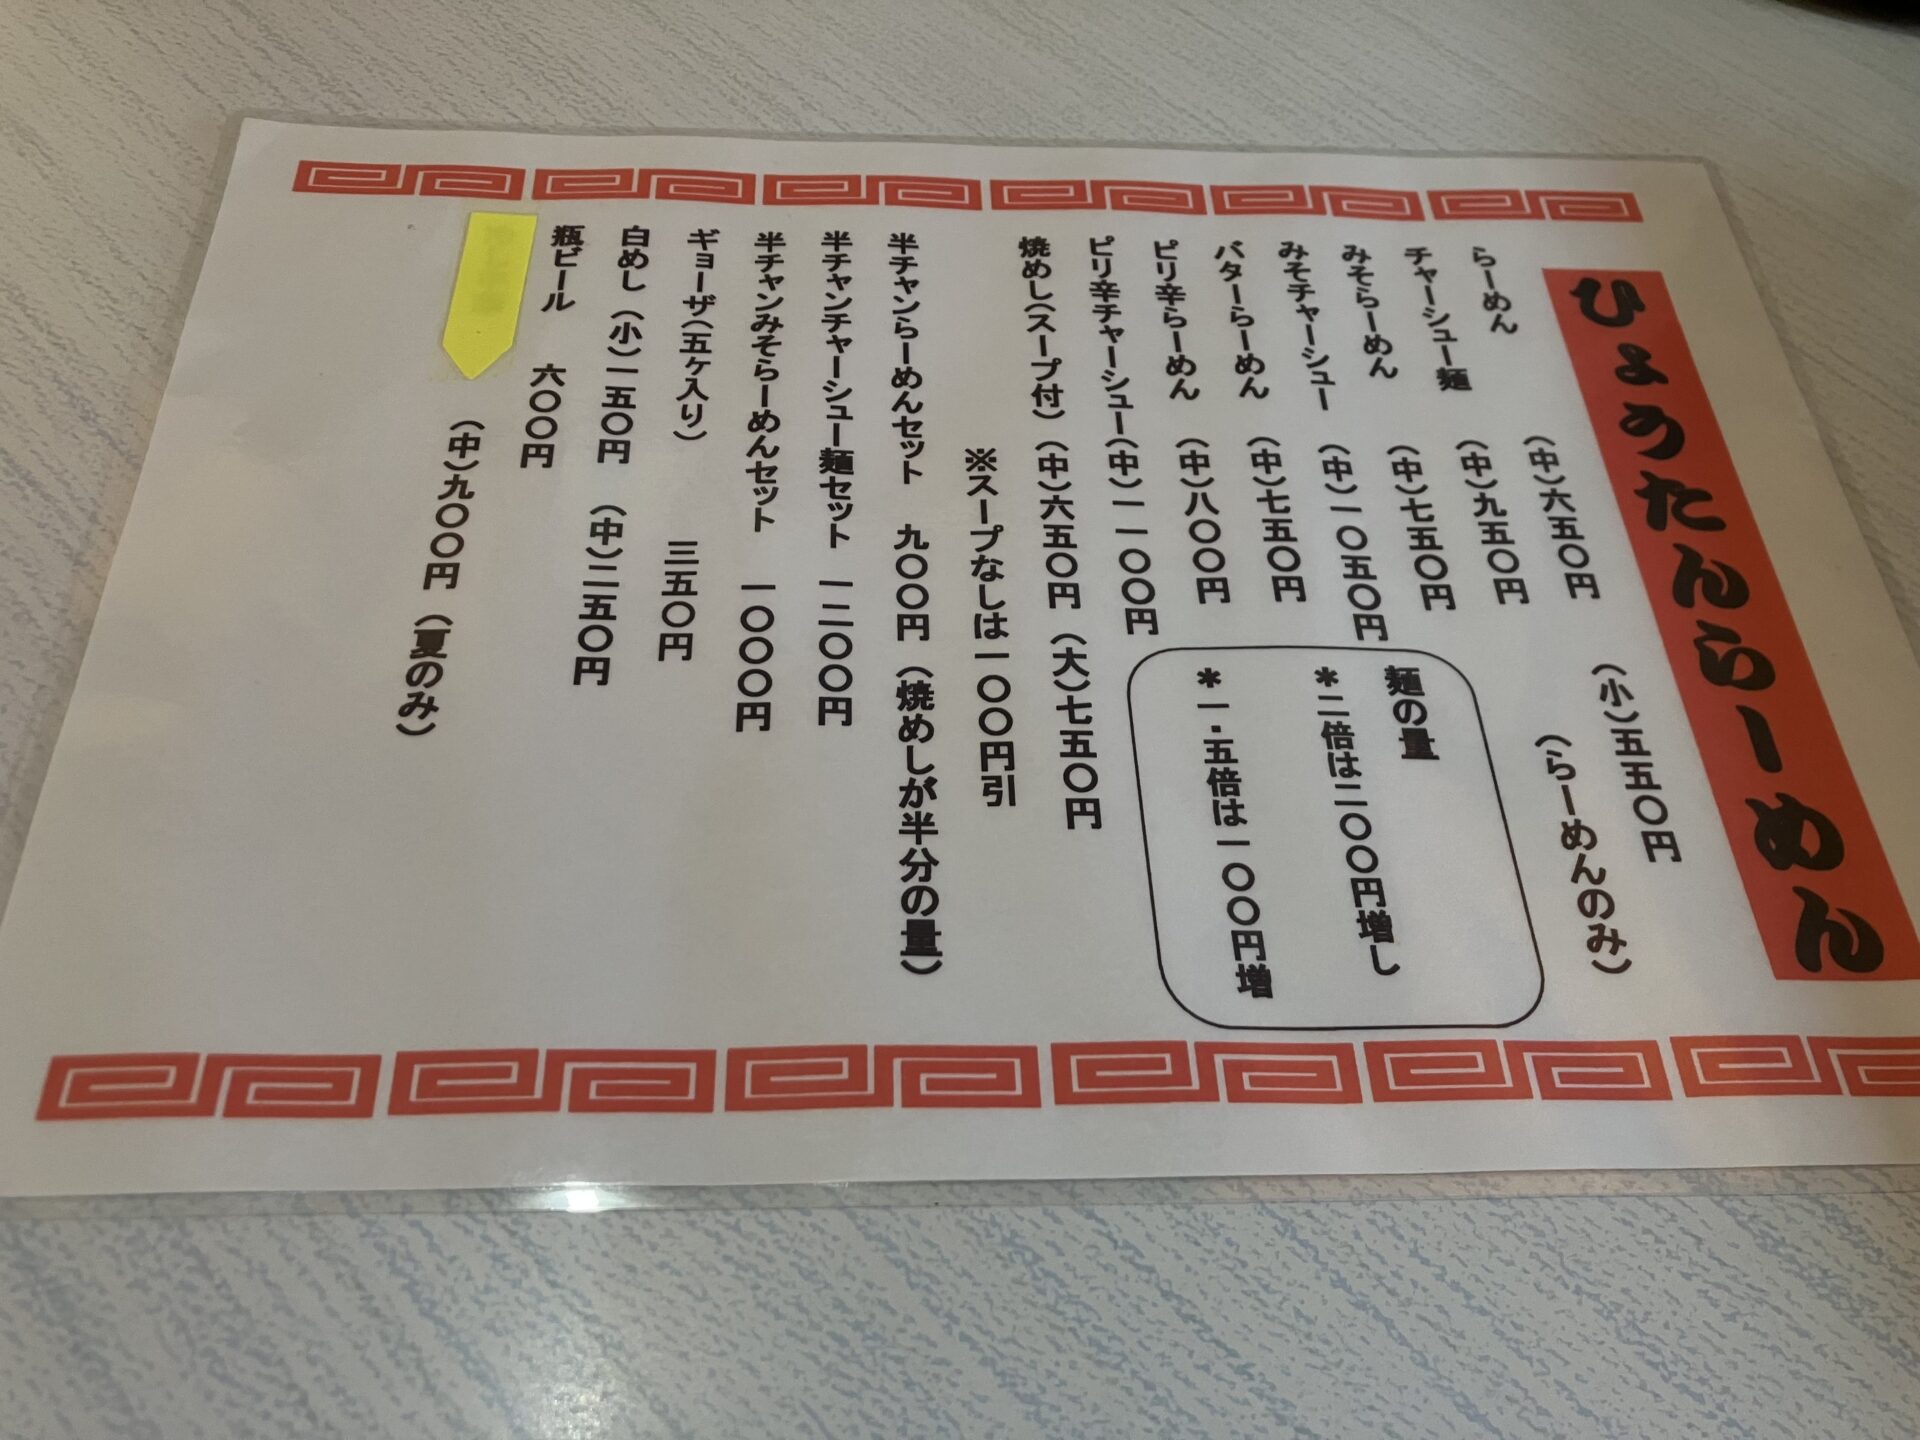 ひょうたんらーめん
らーめん （中）六五〇円 （小）五五〇円
（らーめんのみ）
チャーシュー麺 （中）九五〇円
みそらーめん （中）七五〇円
みそチャーシュー （中）一〇五〇円
バターらーめん （中）七五〇円
ピリ辛らーめん （中）八〇〇円
ピリ辛チャーシュー（中）一一〇〇円
麺の量
＊二倍は二〇〇円増し
＊一・五倍は一〇〇円増
焼めし（スープ付）（中）六五〇円（大）七五〇円
※スープなしは一〇〇円引
半チャンらーめんセット 九〇〇円（焼めしが半分の量）
半チャンチャーシュー麺セット 一二〇〇円
半チャンみそらーめんセット 一〇〇〇円
ギョーザ（五ヶ入り） 三五〇円
白めし（小）一五〇円 （中）二五〇円
瓶ビール 六〇〇円
（中）九〇〇円（夏のみ）